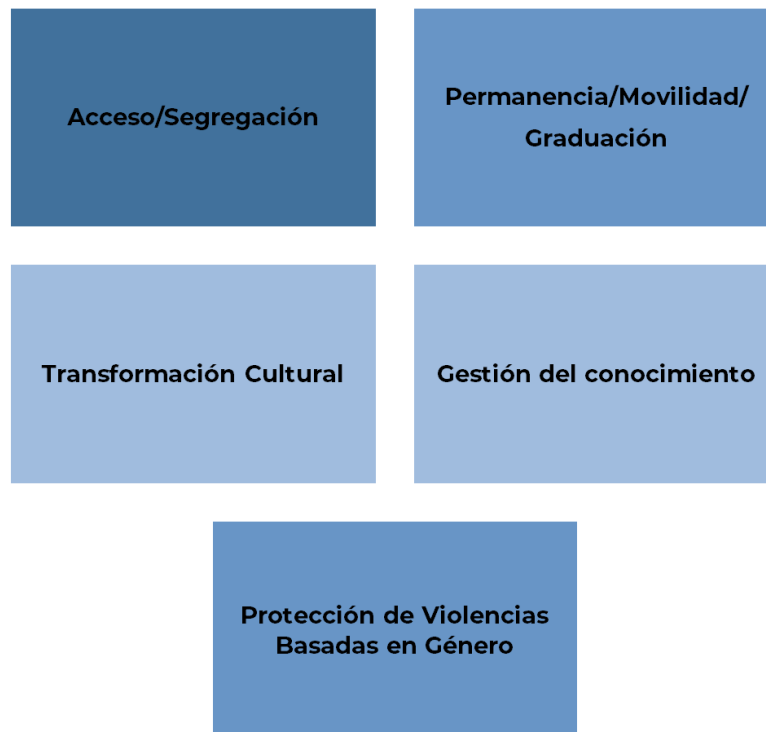 Acceso/Segregación
Permanencia/Movilidad/
Graduación
Transformación Cultural
Gestión del conocimiento
Protección de Violencias
Basadas en Género